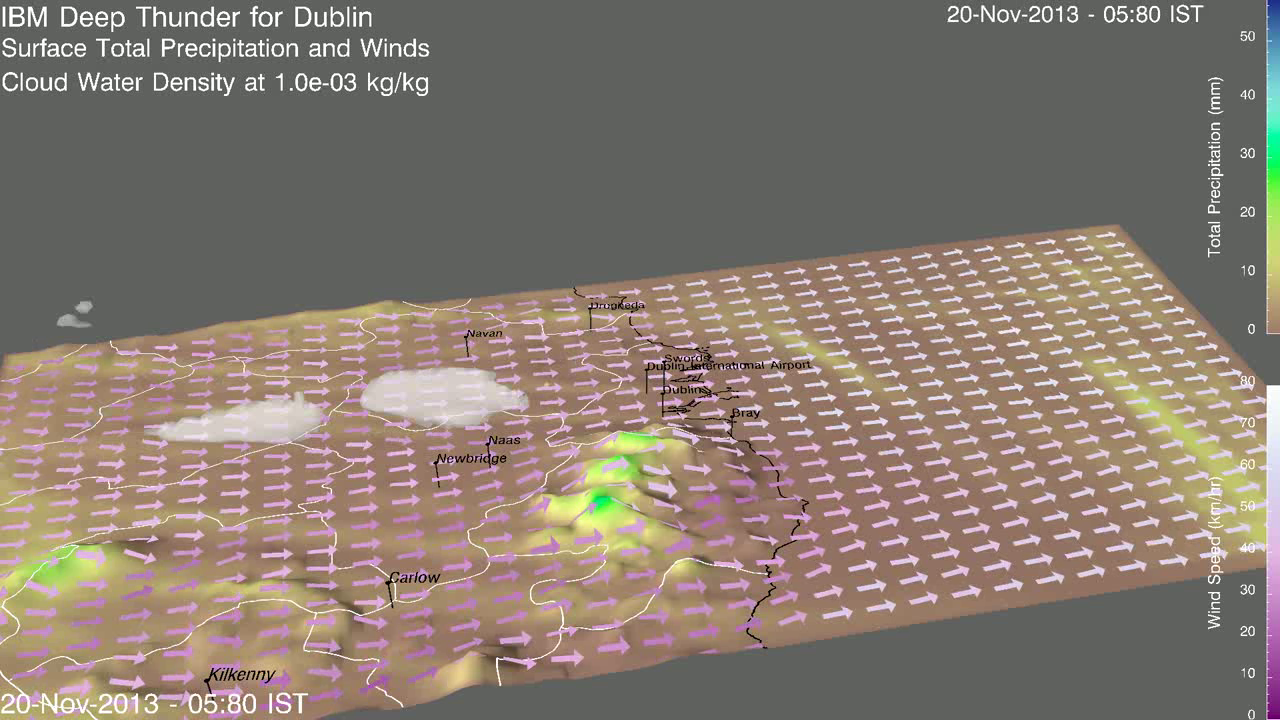 IBM Deep Thunder for Dublin
20-Nov-2013 - 05:80 IST
Surface Total Precipitation and Winds
Cloud Water Density at 1.0e-03 kg/kg
Total Precipitation (mm)
50
40
30
20
10
0
Drogheda
Navan
Swords
Dublin International Airport
Dublin
Bray
Naas
Newbridge
Carlow
Kilkenny
Wind Speed (km/hr)
80
70
60
50
40
30
20
10
0
20-Nov-2013 - 05:80 IST